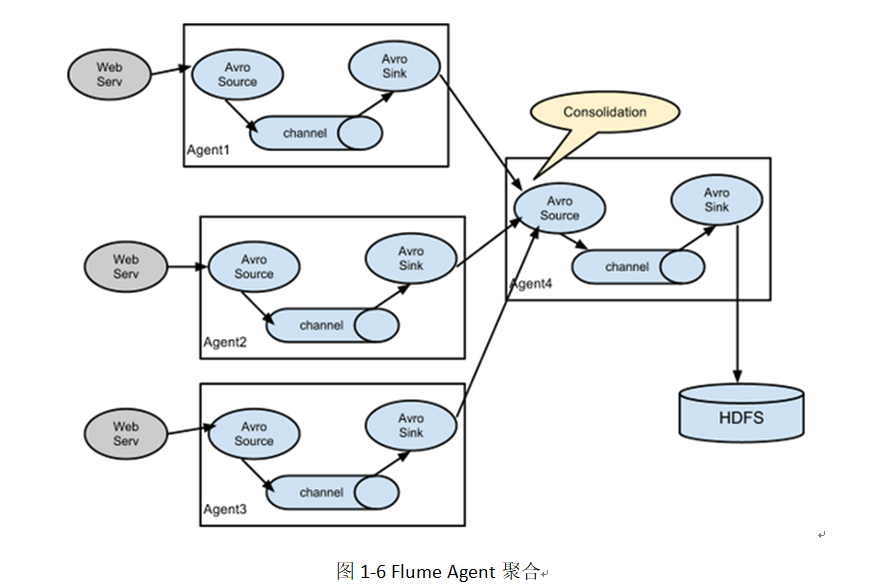 Web
Serv
Avro
Source
Avro
Sink
channel
Agent1
Consolidation
Web
Serv
Avro
Source
Avro
Sink
channel
Agent2
Avro
Source
Avro
Sink
channel
Agent4
Web
Serv
Avro
Source
Avro
Sink
channel
Agent3
HDFS
图 1-6 Flume Agent 聚合